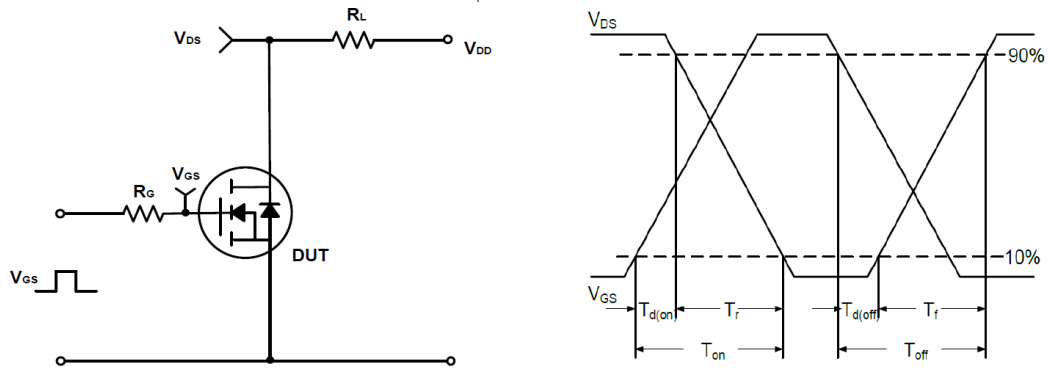 RL
VDS
VDD
VGS
RG
DUT
VGS
VDS
90%
10%
VGS
Td(on)
Tr
Td(off)
Tf
Ton
Toff